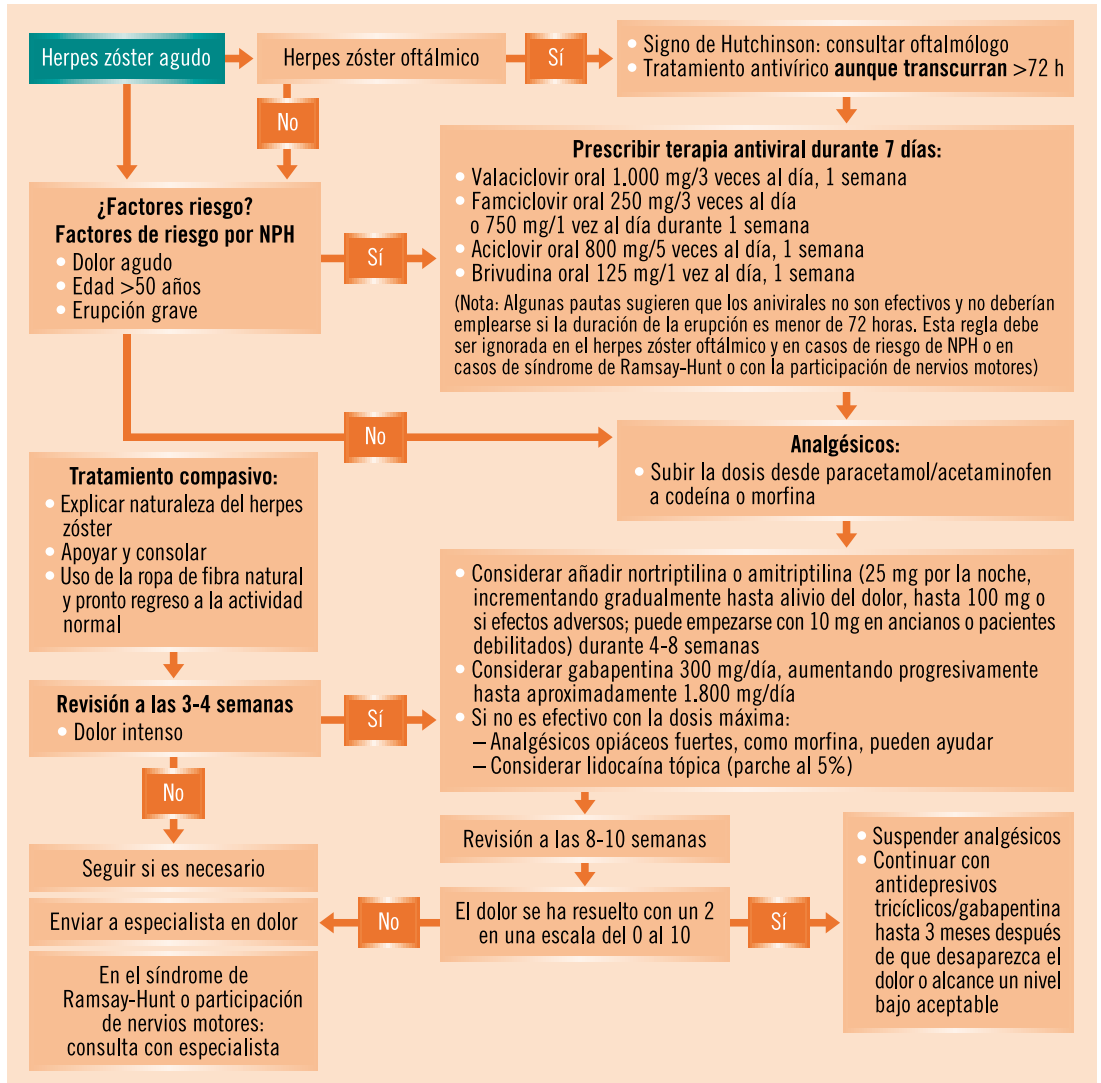 Herpes zóster agudo
Herpes zóster oftálmico
Sí
• Signo de Hutchinson: consultar oftalmólogo
• Tratamiento antivírico aunque transcurran >72 h
No
Prescribir terapia antiviral durante 7 días:
• Valaciclovir oral 1.000 mg/3 veces al día, 1 semana
• Famciclovir oral 250 mg/3 veces al día
o 750 mg/1 vez al día durante 1 semana
• Aciclovir oral 800 mg/5 veces al día, 1 semana
• Brivudina oral 125 mg/1 vez al día, 1 semana
(Nota: Algunas pautas sugieren que los anivirales no son efectivos y no deberían
emplearse si la duración de la erupción es menor de 72 horas. Esta regla debe
ser ignorada en el herpes zóster oftálmico y en casos de riesgo de NPH o en
casos de síndrome de Ramsay-Hunt o con la participación de nervios motores)
¿Factores riesgo?
Factores de riesgo por NPH
• Dolor agudo
• Edad >50 años
• Erupción grave
Sí
No
Analgésicos:
• Subir la dosis desde paracetamol/acetaminofen
a codeína o morfina
Tratamiento compasivo:
• Explicar naturaleza del herpes
zóster
• Apoyar y consolar
• Uso de la ropa de fibra natural
y pronto regreso a la actividad
normal
• Considerar añadir nortriptilina o amitriptilina (25 mg por la noche,
incrementando gradualmente hasta alivio del dolor, hasta 100 mg o
si efectos adversos; puede empezarse con 10 mg en ancianos o pacientes
debilitados) durante 4-8 semanas
• Considerar gabapentina 300 mg/día, aumentando progresivamente
hasta aproximadamente 1.800 mg/día
• Si no es efectivo con la dosis máxima:
– Analgésicos opiáceos fuertes, como morfina, pueden ayudar
– Considerar lidocaína tópica (parche al 5%)
Revisión a las 3-4 semanas
• Dolor intenso
Sí
No
Seguir si es necesario
Revisión a las 8-10 semanas
El dolor se ha resuelto con un 2
en una escala del 0 al 10
No
Sí
Enviar a especialista en dolor
En el síndrome de
Ramsay-Hunt o participación
de nervios motores:
consulta con especialista
• Suspender analgésicos
• Continuar con
antidepresivos
tricíclicos/gabapentina
hasta 3 meses después
de que desaparezca el
dolor o alcance un nivel
bajo aceptable